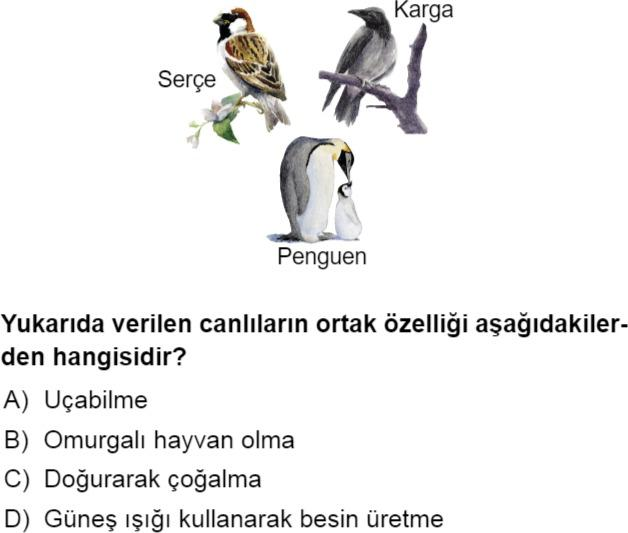 Karga
Serçe
Penguen
Yukarıda verilen canlıların ortak özelliği aşağıdakiler-
den hangisidir?
A) Uçabilme
B) Omurgalı hayvan olma
C) Doğurarak çoğalma
D) Güneş ışığı kullanarak besin üretme